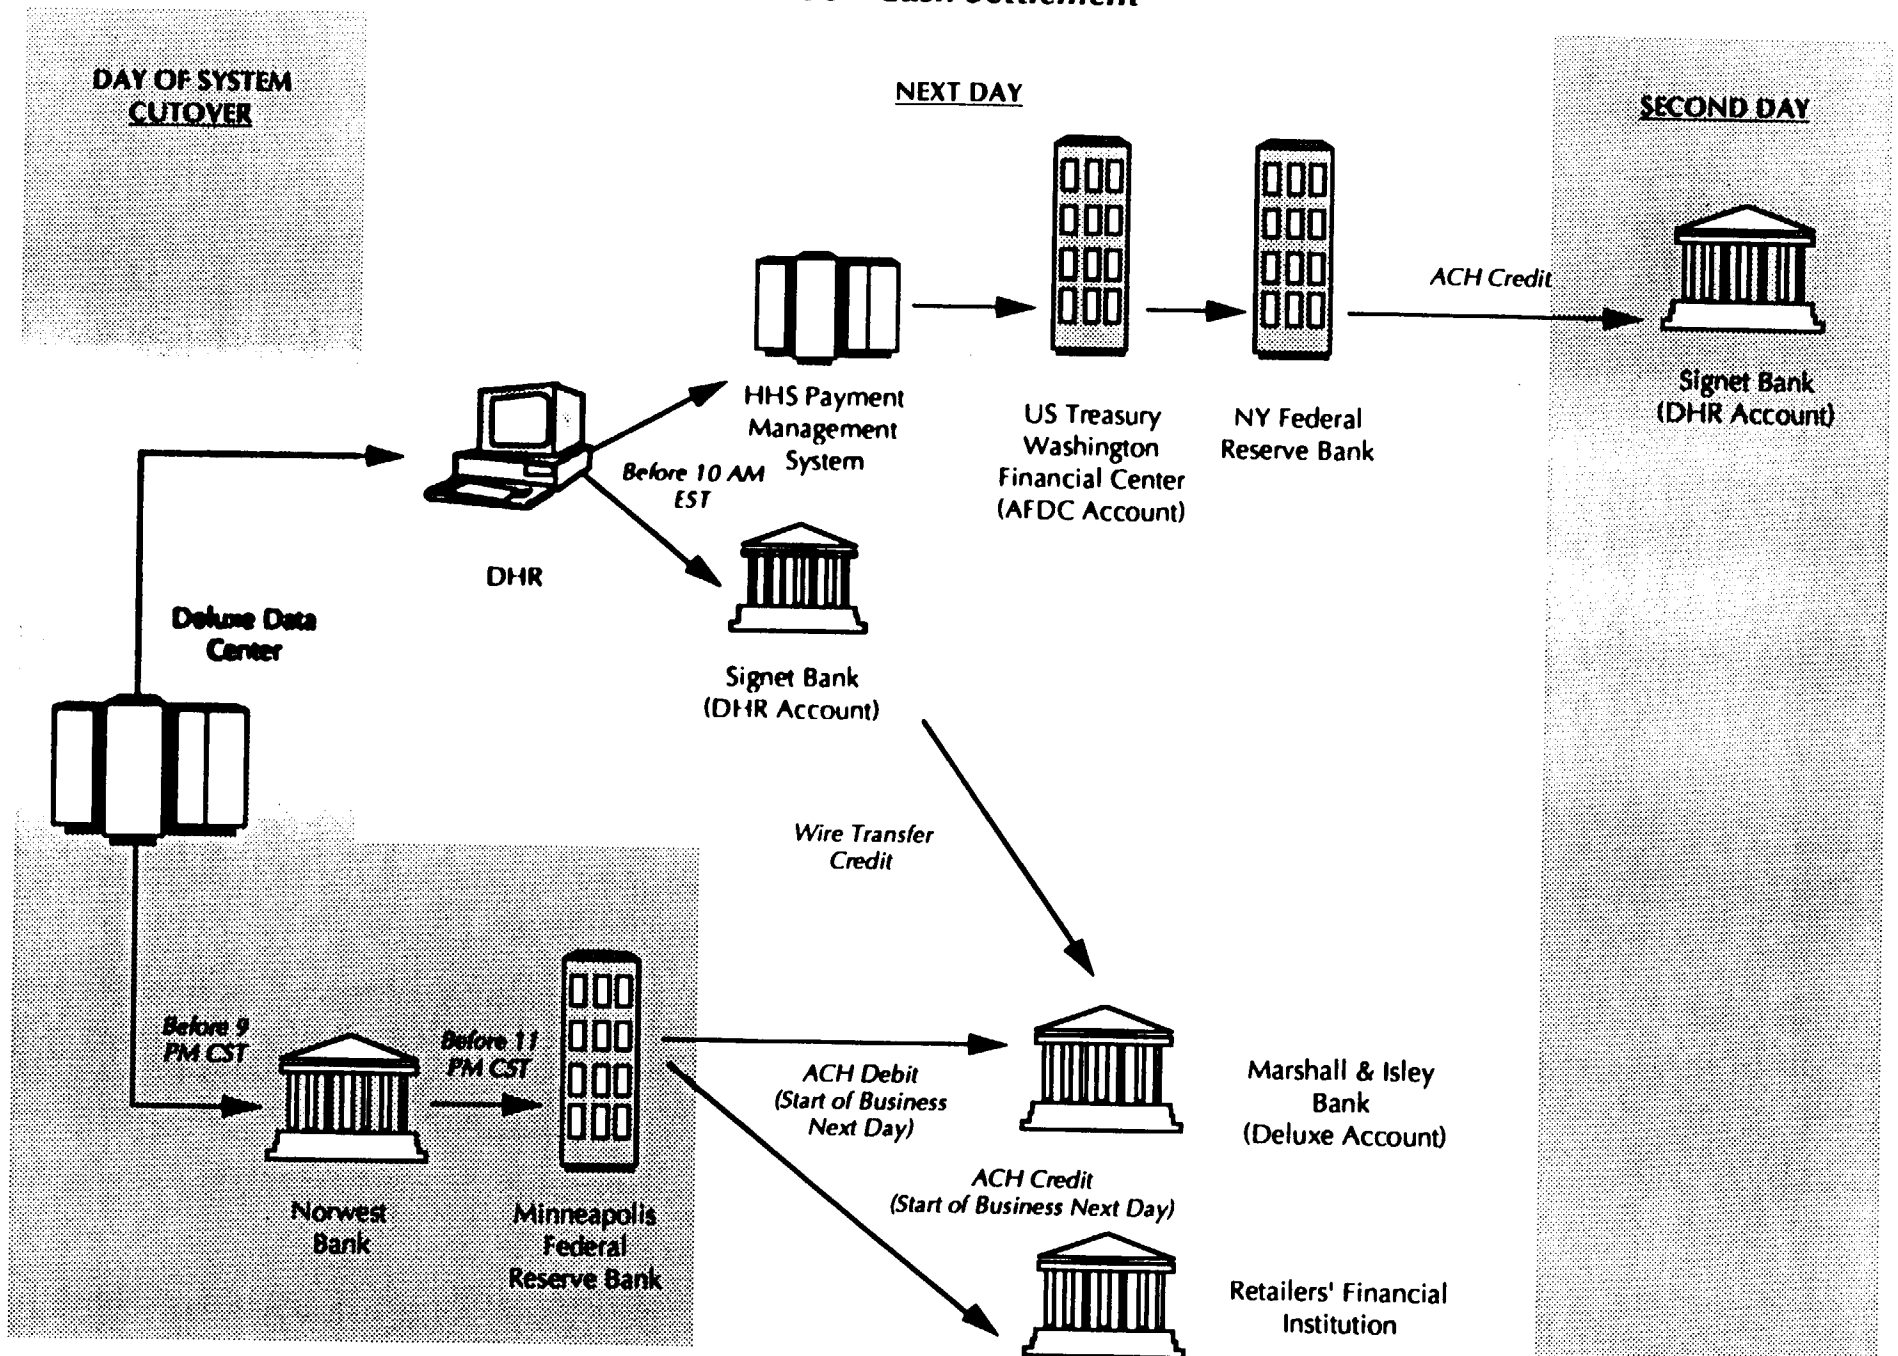 Cash Settlement
DAY OF SYSTEM
CUTOVER
NEXT DAY
SECOND DAY
ACH Credit
Signet Bank
(DHR Account)
HHS Payment
Management
System
US Treasury
Washington
Financial Center
(AFDC Account)
NY Federal
Reserve Bank
Before 10 AM
EST
DHR
Signet Bank
(DHR Account)
Deluxe Data
Center
Wire Transfer
Credit
Before 9
PM CST
Before 11
PM CST
ACH Debit
(Start of Business
Next Day)
Marshall & Isley
Bank
(Deluxe Account)
ACH Credit
(Start of Business Next Day)
Norwest
Bank
Minneapolis
Federal
Reserve Bank
Retailers' Financial
Institution